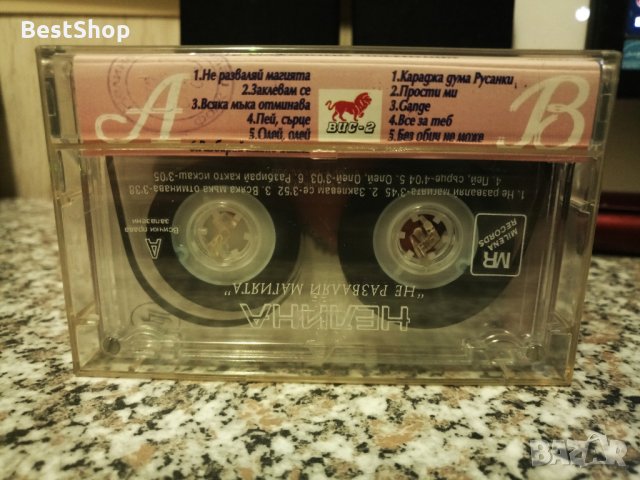 BestShop
A
1.Не разваляй магията
2.Заклевам се
3.Всяка мъка отминава
4.Пей, сърце
5.Олей, олей
ВИС-2
1.Караджа дума Русанки
2.Прости ми
3.Gange
4.Все за теб
5.Без обич не може
B
1. Не разваляй магията-3:45 2. Заклевам се-3:52 3. Всяка мъка отминава-3:38
4. Пей, сърце-4:04 5. Олей Олей-3:03 6. Разбирай както искаш-3:05
Всички права
запазени
A
MR
MILENA
RECORDS
НЕЛИНА
"НЕ РАЗВАЛЯЙ МАГИЯТА"
BAZAR